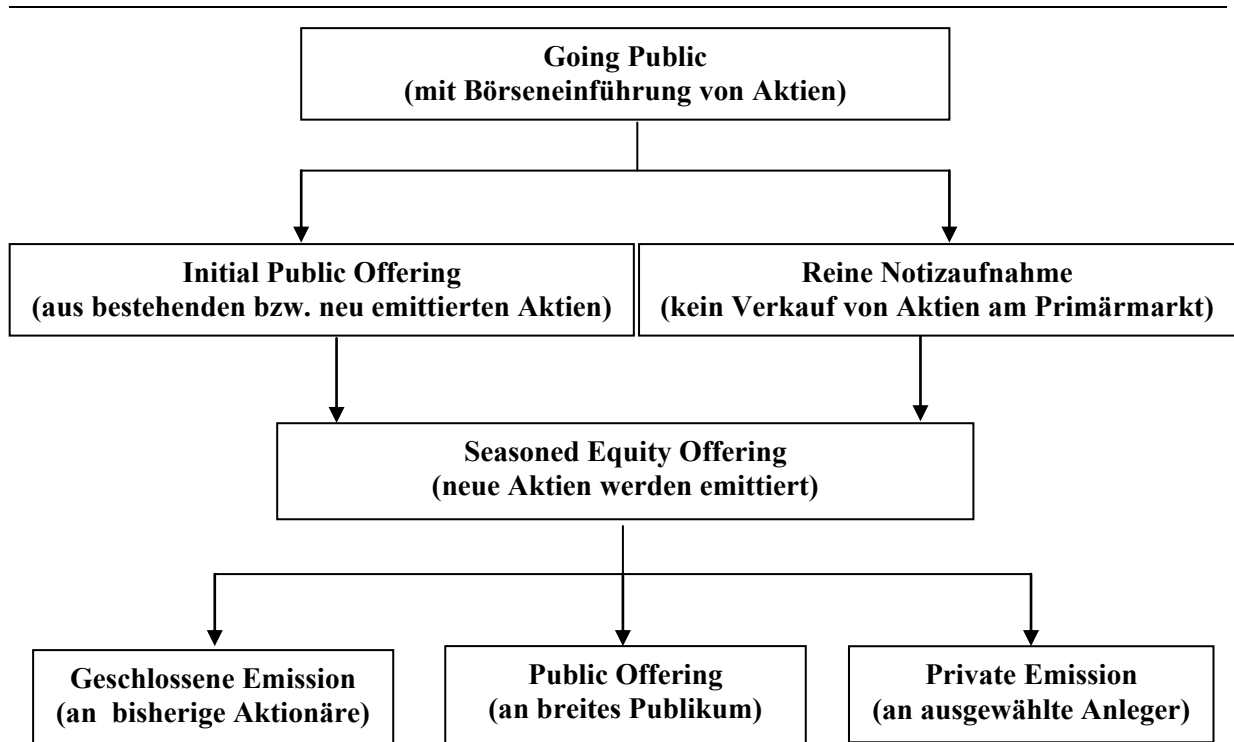 Going Public
(mit Börseneinführung von Aktien)
Initial Public Offering
(aus bestehenden bzw. neu emittierten Aktien)
Reine Notizaufnahme
(kein Verkauf von Aktien am Primärmarkt)
Seasoned Equity Offering
(neue Aktien werden emittiert)
Geschlossene Emission
(an bisherige Aktionäre)
Public Offering
(an breites Publikum)
Private Emission
(an ausgewählte Anleger)